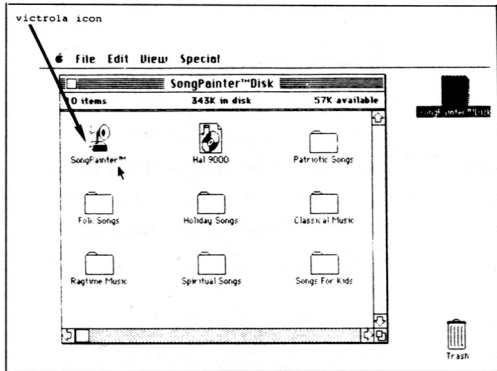 victrola icon
File Edit View Special
SongPainter™Disk
10 items 343K in disk 57K available
SongPainter™Disk
SongPainter™ Hal 9000 Patriotic Songs
Folk Songs Holiday Songs Classical Music
Ragtime Music Spiritual Songs Songs For Kids
Trash